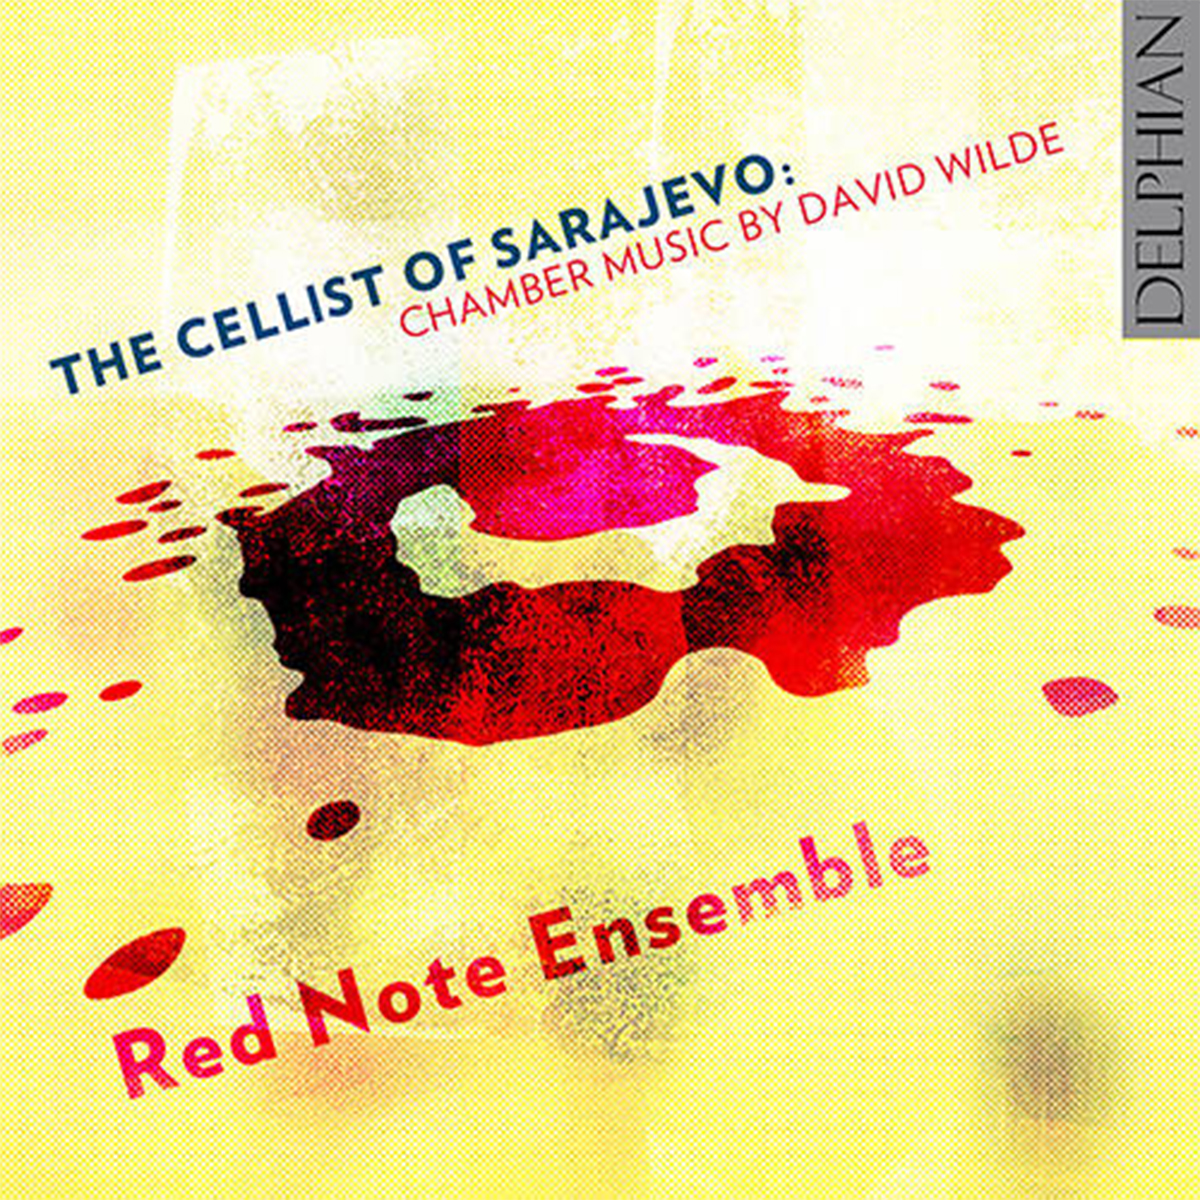 THE CELLIST OF SARAJEVO:
CHAMBER MUSIC BY DAVID WILDE
DELPHIAN
Red Note Ensemble